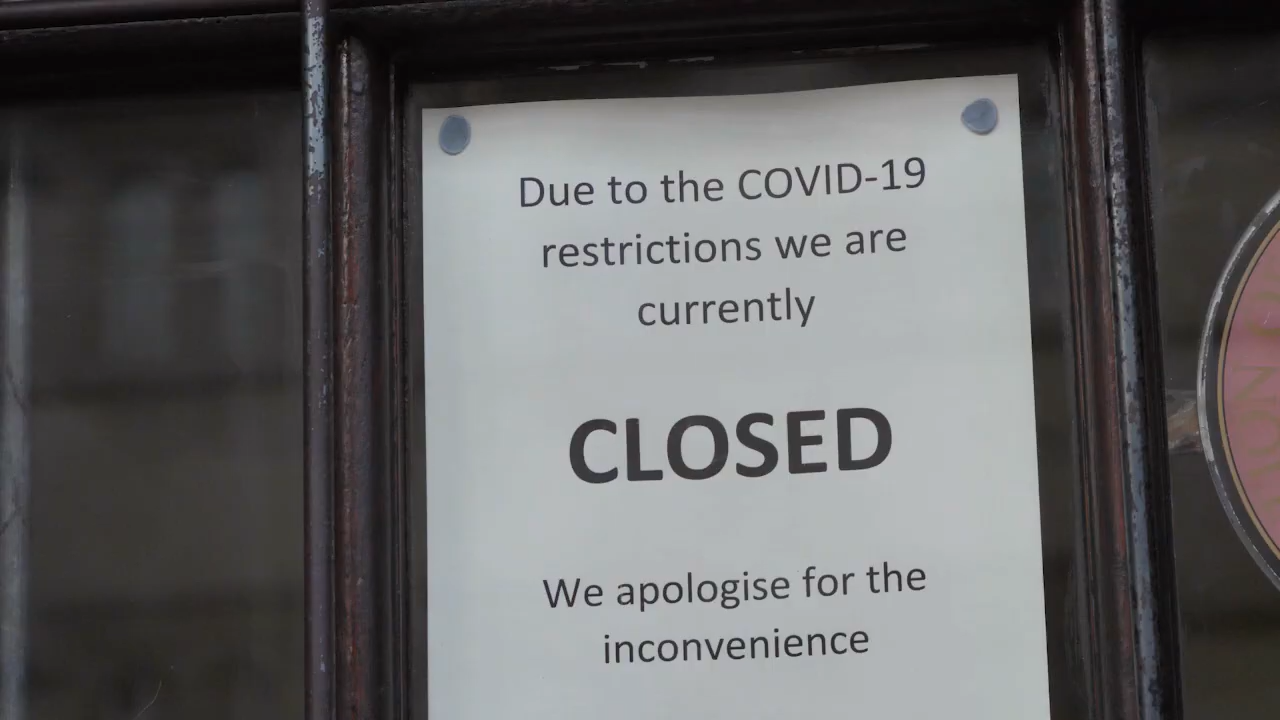 Due to the COVID-19
restrictions we are
currently
CLOSED
We apologise for the
inconvenience